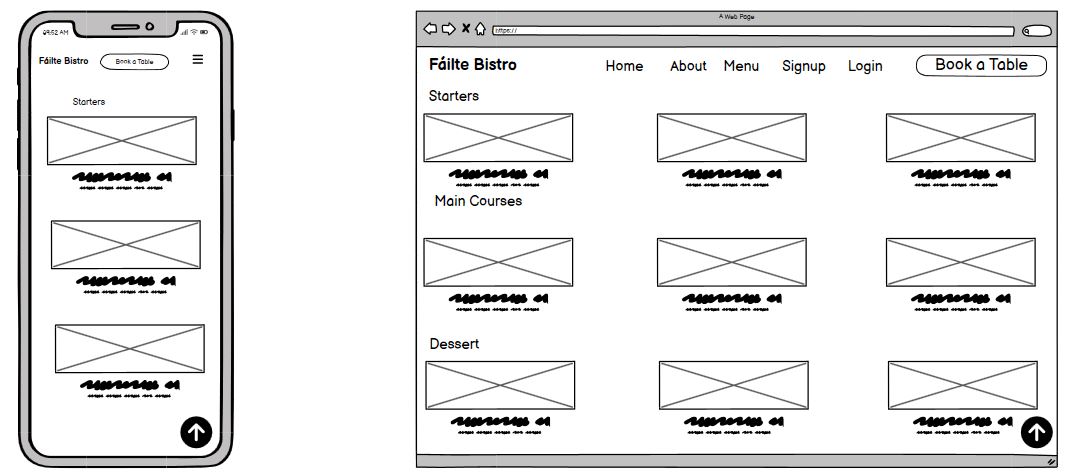 09:52 AM
Fáilte Bistro
Book a Table
Starters
A Web Page
https://
Fáilte Bistro
Home About Menu Signup Login Book a Table
Starters
Main Courses
Dessert